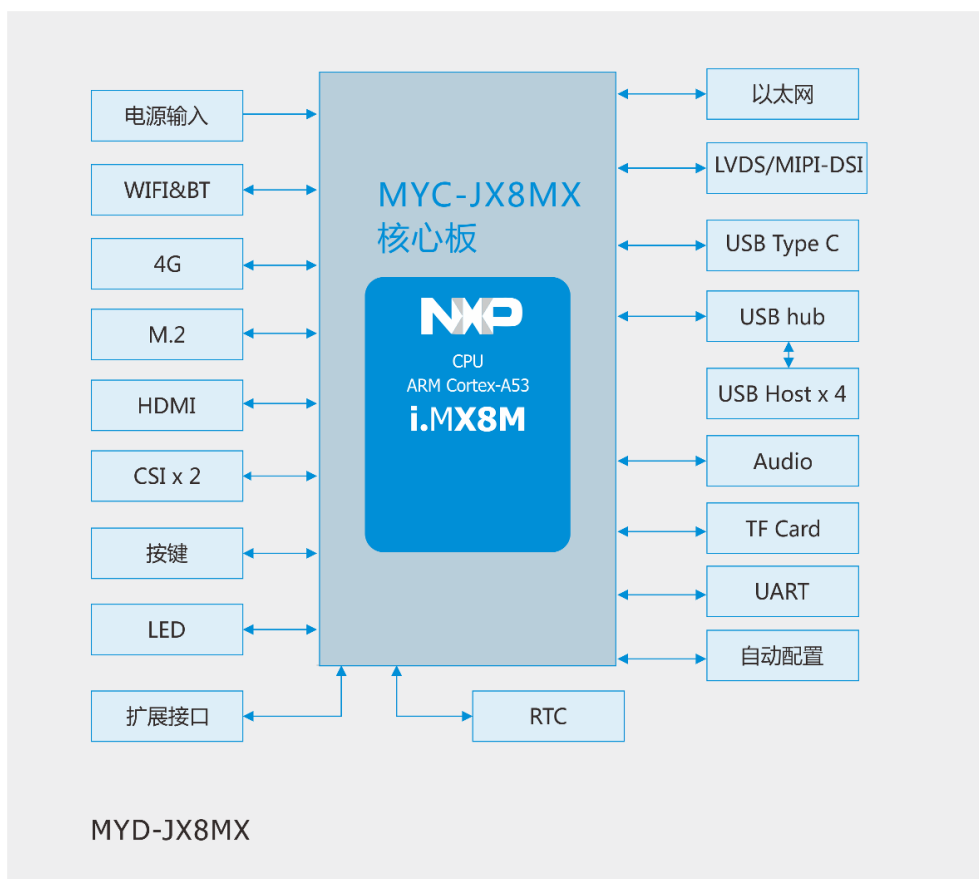 电源输入
WIFI&BT
4G
M.2
HDMI
CSI x 2
按键
LED
扩展接口
MYC-JX8MX
核心板
NXP
CPU
ARM Cortex-A53
i.MX8M
以太网
LVDS/MIPI-DSI
USB Type C
USB hub
USB Host x 4
Audio
TF Card
UART
自动配置
RTC
MYD-JX8MX